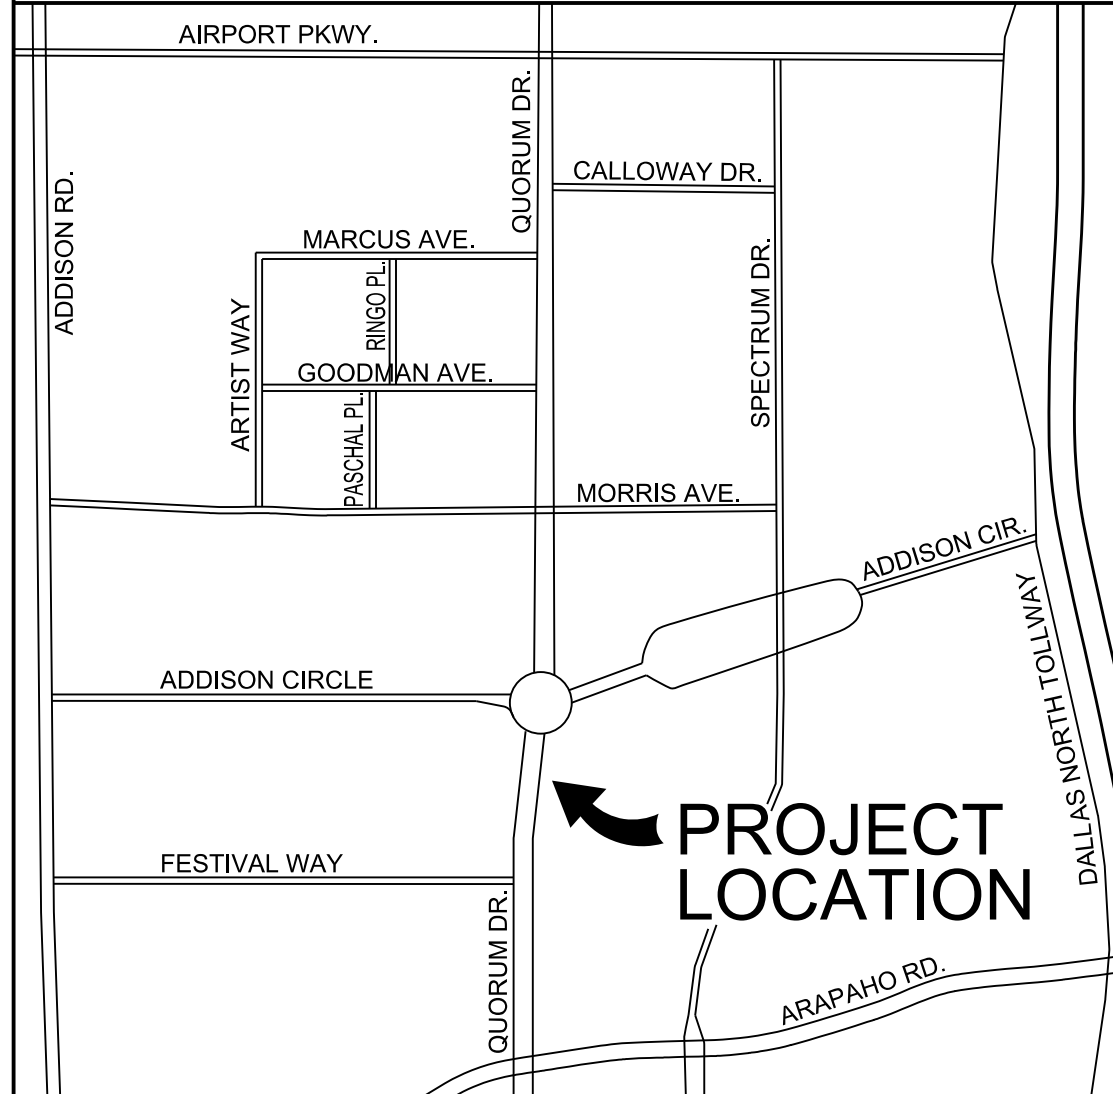 AIRPORT PKWY.
QUORUM DR.
CALLOWAY DR.
ADDISON RD.
MARCUS AVE.
RINGO PL.
SPECTRUM DR.
ARTIST WAY
GOODMAN AVE.
PASCHAL PL.
MORRIS AVE.
ADDISON CIR.
DALLAS NORTH TOLLWAY
ADDISON CIRCLE
PROJECT
LOCATION
FESTIVAL WAY
QUORUM DR.
ARAPAHO RD.